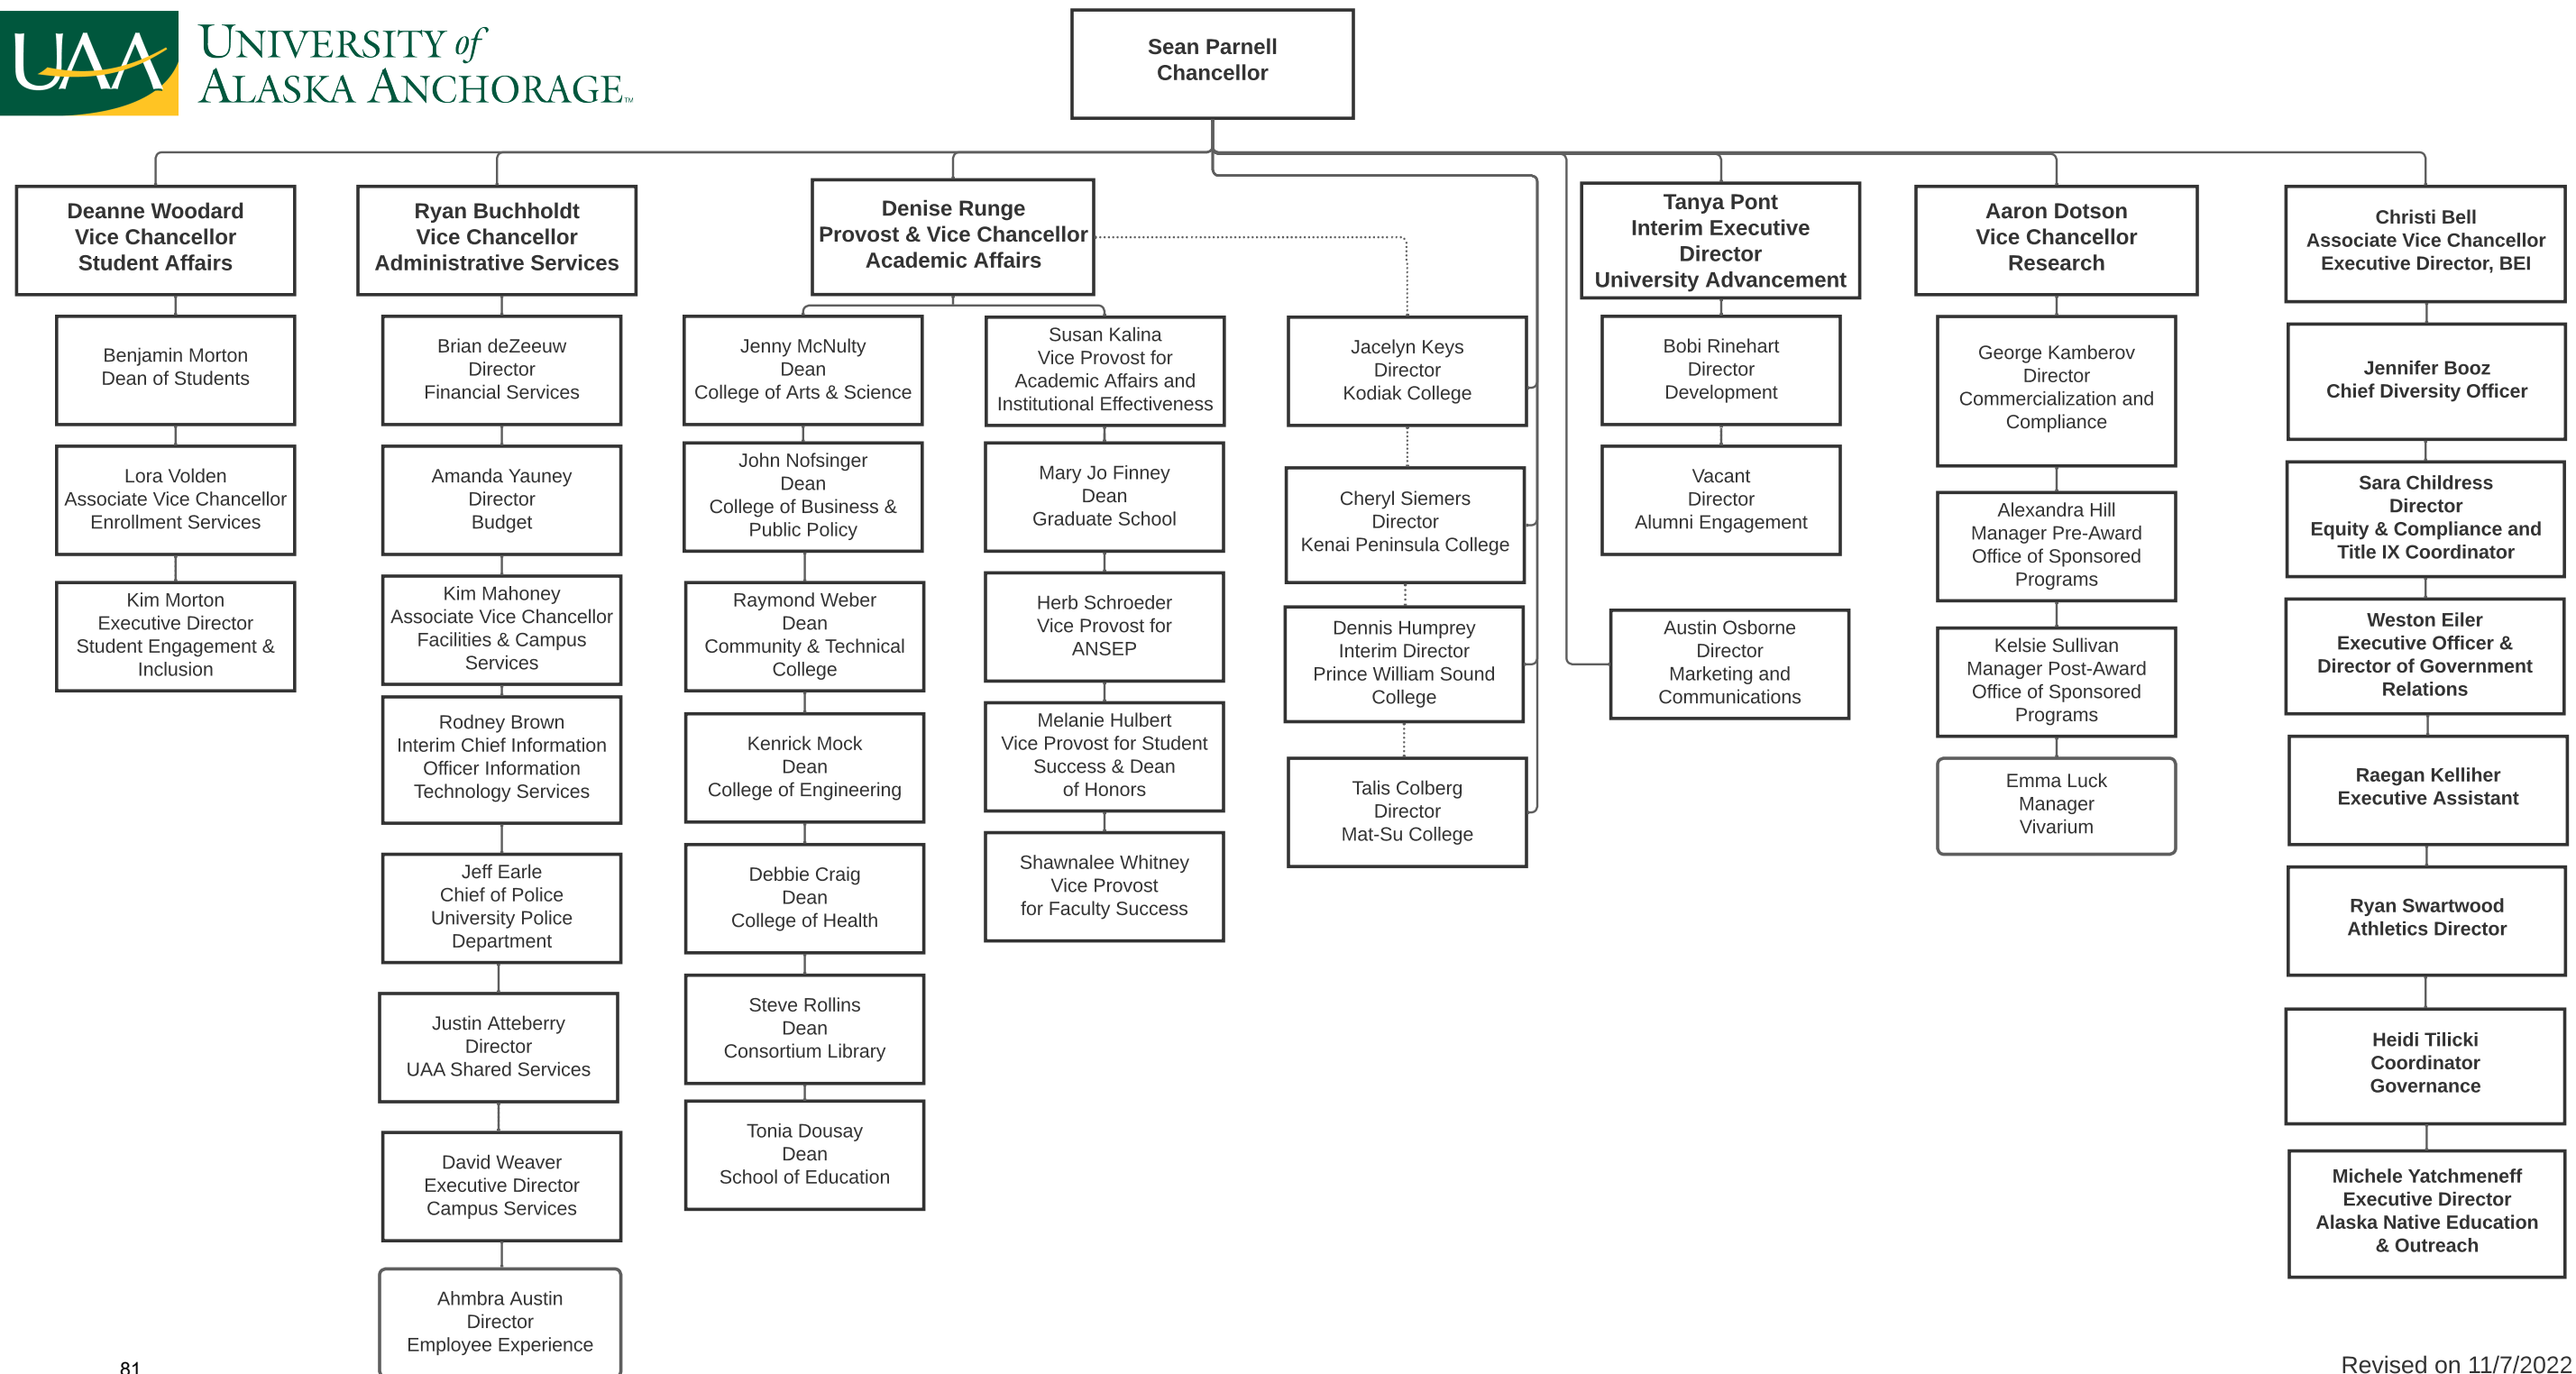 UAA
UNIVERSITY of
ALASKA ANCHORAGE™
Sean Parnell
Chancellor
Deanne Woodard
Vice Chancellor
Student Affairs
Benjamin Morton
Dean of Students
Lora Volden
Associate Vice Chancellor
Enrollment Services
Kim Morton
Executive Director
Student Engagement &
Inclusion
Ryan Buchholdt
Vice Chancellor
Administrative Services
Brian deZeeuw
Director
Financial Services
Amanda Yauney
Director
Budget
Kim Mahoney
Associate Vice Chancellor
Facilities & Campus
Services
Rodney Brown
Interim Chief Information
Officer Information
Technology Services
Jeff Earle
Chief of Police
University Police
Department
Justin Atteberry
Director
UAA Shared Services
David Weaver
Executive Director
Campus Services
Ahmbra Austin
Director
Employee Experience
Denise Runge
Provost & Vice Chancellor
Academic Affairs
Jenny McNulty
Dean
College of Arts & Science
John Nofsinger
Dean
College of Business &
Public Policy
Raymond Weber
Dean
Community & Technical
College
Kenrick Mock
Dean
College of Engineering
Debbie Craig
Dean
College of Health
Steve Rollins
Dean
Consortium Library
Tonia Dousay
Dean
School of Education
Susan Kalina
Vice Provost for
Academic Affairs and
Institutional Effectiveness
Mary Jo Finney
Dean
Graduate School
Herb Schroeder
Vice Provost for
ANSEP
Melanie Hulbert
Vice Provost for Student
Success & Dean
of Honors
Shawnalee Whitney
Vice Provost
for Faculty Success
Jacelyn Keys
Director
Kodiak College
Cheryl Siemers
Director
Kenai Peninsula College
Dennis Humprey
Interim Director
Prince William Sound
College
Talis Colberg
Director
Mat-Su College
Tanya Pont
Interim Executive
Director
University Advancement
Bobi Rinehart
Director
Development
Vacant
Director
Alumni Engagement
Austin Osborne
Director
Marketing and
Communications
Aaron Dotson
Vice Chancellor
Research
George Kamberov
Director
Commercialization and
Compliance
Alexandra Hill
Manager Pre-Award
Office of Sponsored
Programs
Kelsie Sullivan
Manager Post-Award
Office of Sponsored
Programs
Emma Luck
Manager
Vivarium
Christi Bell
Associate Vice Chancellor
Executive Director, BEI
Jennifer Booz
Chief Diversity Officer
Sara Childress
Director
Equity & Compliance and
Title IX Coordinator
Weston Eiler
Executive Officer &
Director of Government
Relations
Raegan Kelliher
Executive Assistant
Ryan Swartwood
Athletics Director
Heidi Tilicki
Coordinator
Governance
Michele Yatchmeneff
Executive Director
Alaska Native Education
& Outreach
81
Revised on 11/7/2022